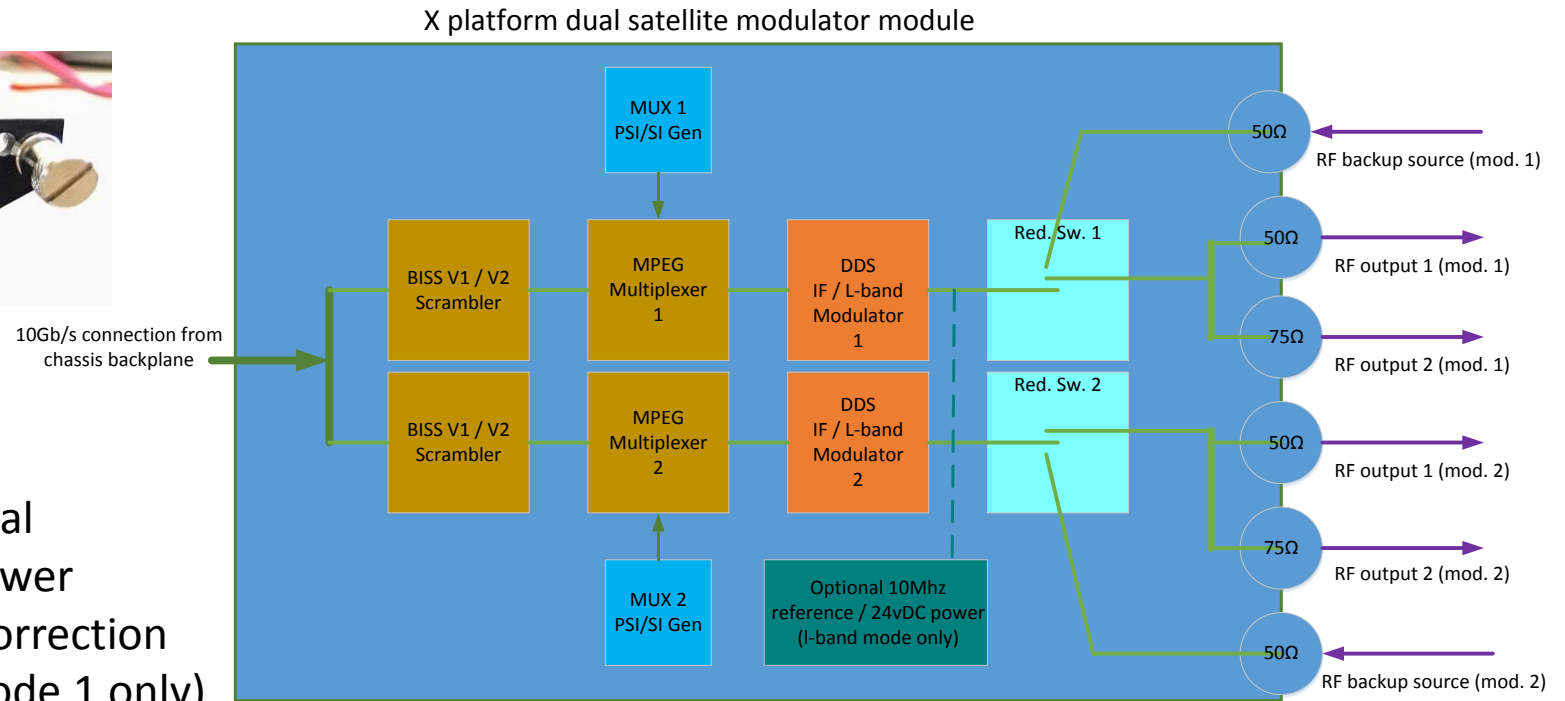 X platform dual satellite modulator module
MUX 1
PSI/SI Gen
50Ω
RF backup source (mod. 1)
BISS V1 / V2
Scrambler
MPEG
Multiplexer
1
DDS
IF / L-band
Modulator
1
Red. Sw. 1
50Ω
RF output 1 (mod. 1)
75Ω
RF output 2 (mod. 1)
10Gb/s connection from
chassis backplane
BISS V1 / V2
Scrambler
MPEG
Multiplexer
2
DDS
IF / L-band
Modulator
2
Red. Sw. 2
50Ω
RF output 1 (mod. 2)
75Ω
RF output 2 (mod. 2)
MUX 2
PSI/SI Gen
Optional 10Mhz
reference / 24vDC power
(l-band mode only)
50Ω
RF backup source (mod. 2)
al
wer
orrection
ode 1 only)